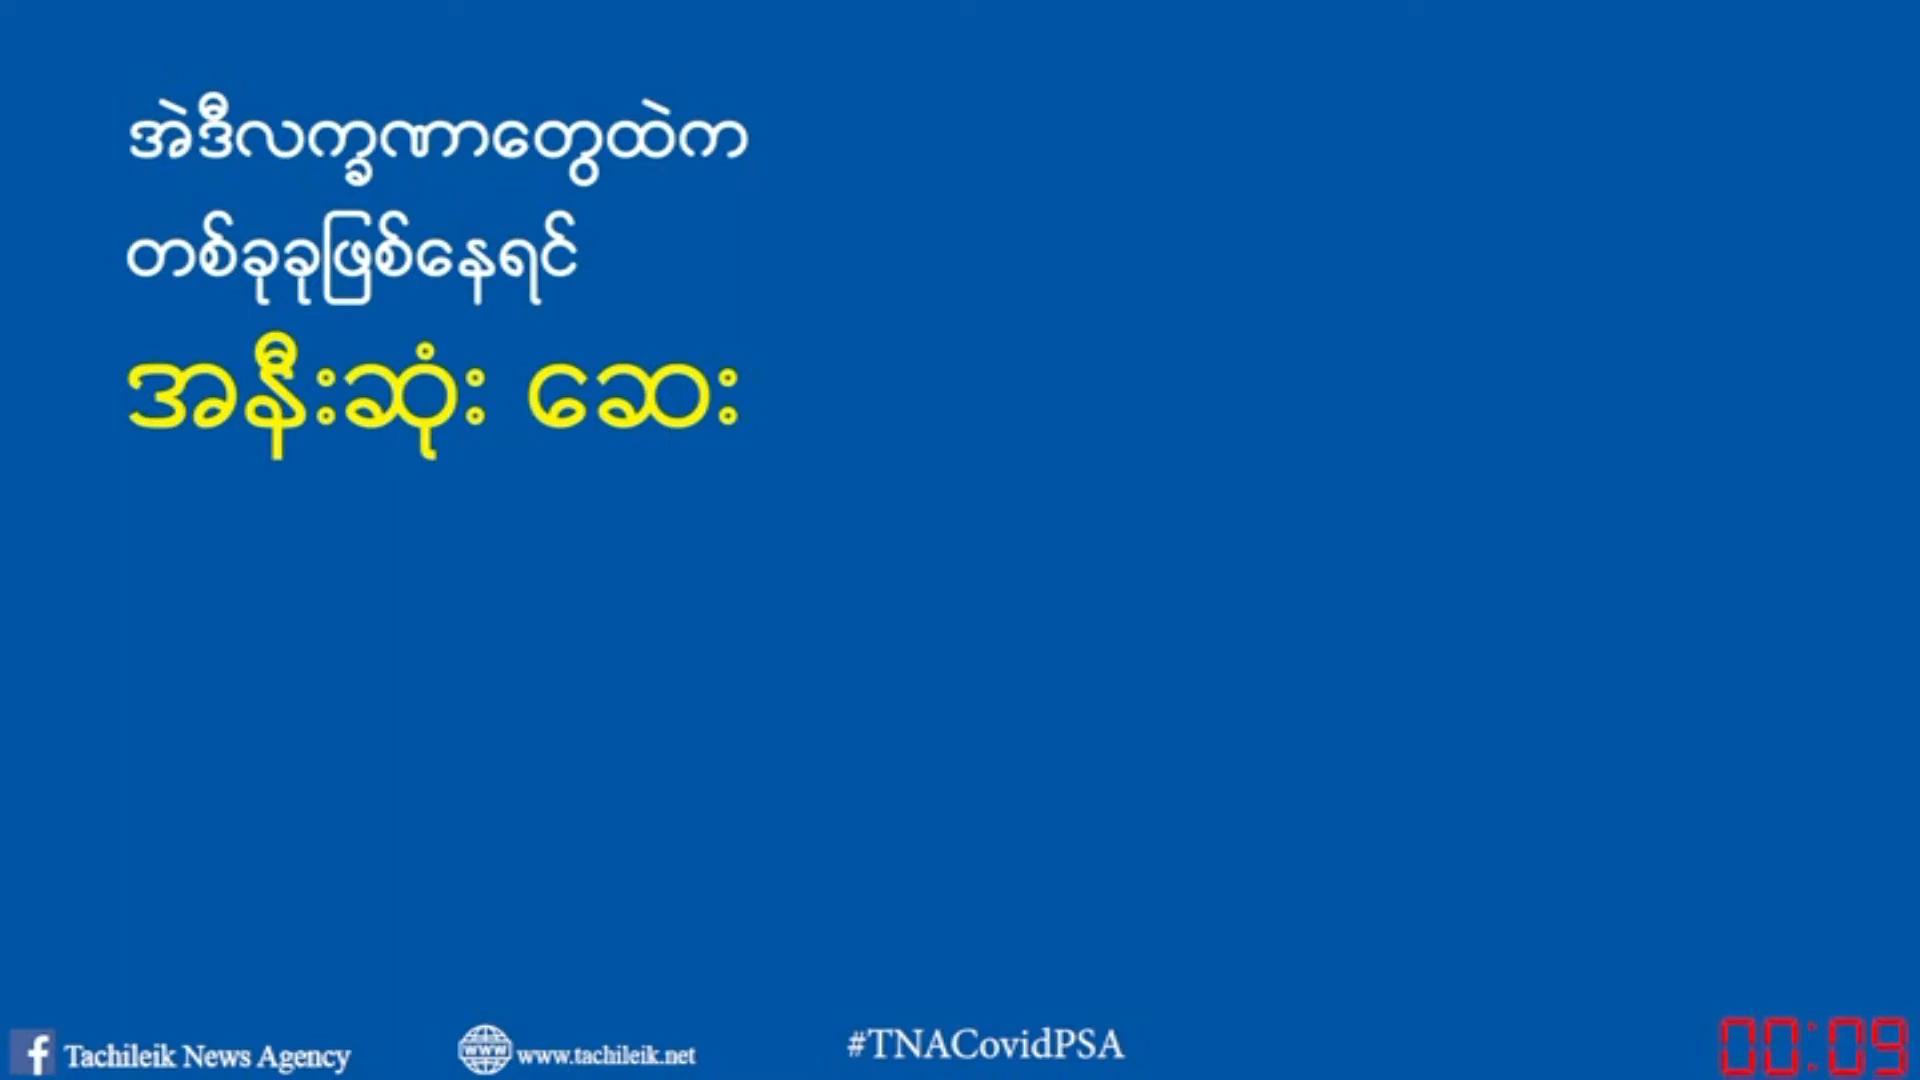 အဲဒီလက္ခဏာတွေထဲက
တစ်ခုခုဖြစ်နေရင်
အနီးဆုံး ဆေး
Tachileik News Agency
www www.tachileik.net
#TNACovidPSA
00:09